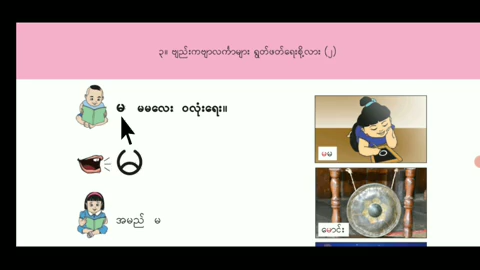 ၃။ ဗျည်းကဗျာလင်္ကာများ ရွတ်ဖတ်ရေးစို့လား (၂)
မ မမလေး ဝလုံးရေး။
မ
အမည် မ
မမ
မောင်း